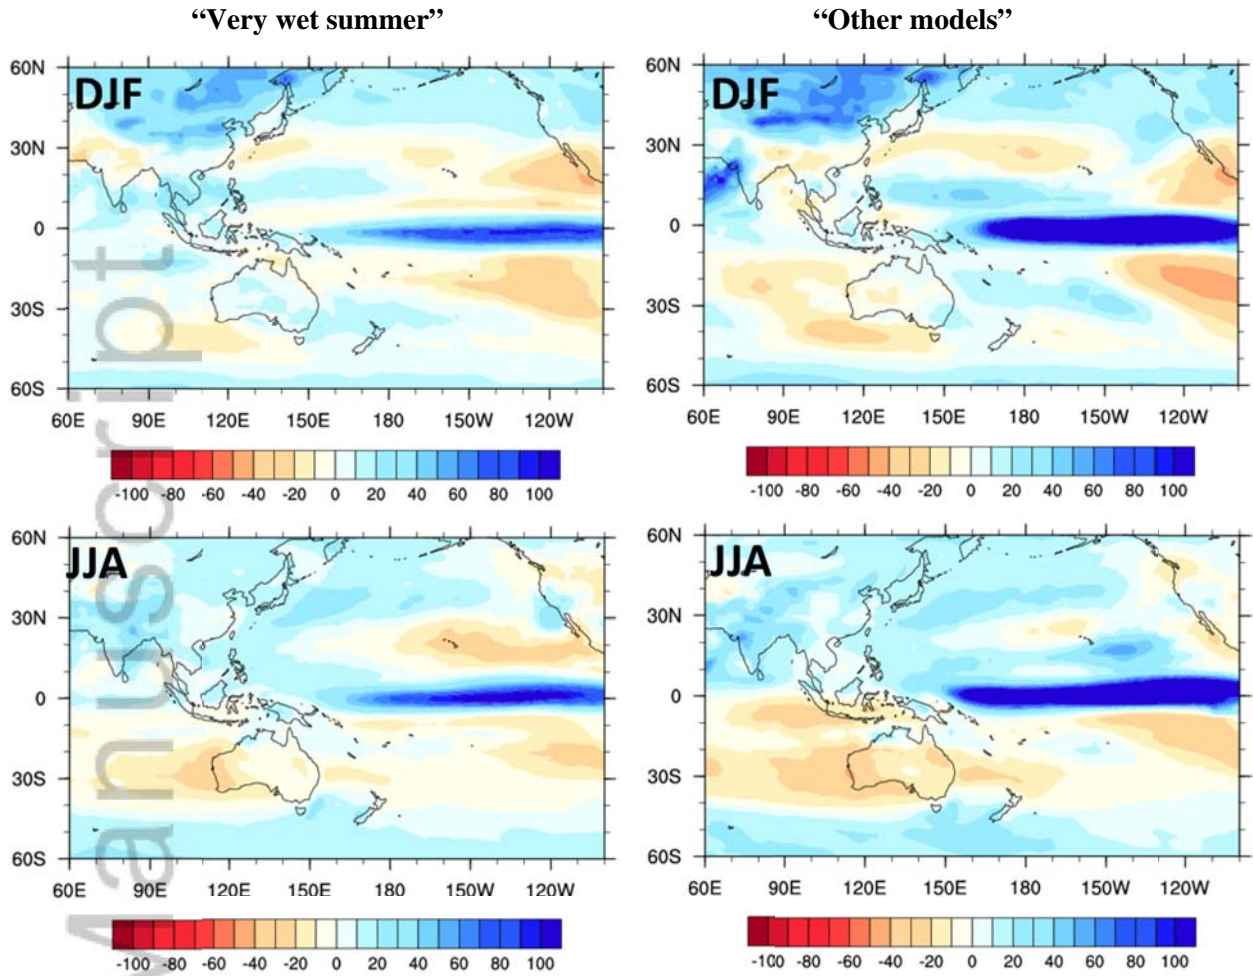 “Very wet summer” “Other models”
60N DJF 60N DJF
30N 30N
0 0
30S 30S
60S 60S
60E 90E 120E 150E 180 150W 120W 60E 90E 120E 150E 180 150W 120W
-100 -80 -60 -40 -20 0 20 40 60 80 100 -100 -80 -60 -40 -20 0 20 40 60 80 100
60N JJA 60N JJA
30N 30N
0 0
30S 30S
60S 60S
60E 90E 120E 150E 180 150W 120W 60E 90E 120E 150E 180 150W 120W
-100 -80 -60 -40 -20 0 20 40 60 80 100 -100 -80 -60 -40 -20 0 20 40 60 80 100
Manuscript